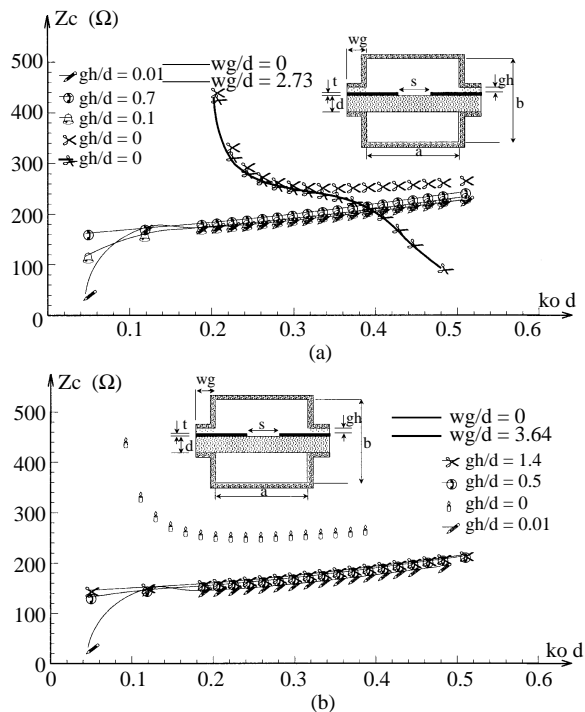 Zc (Ω)
500
400
300
200
100
0
gh/d = 0.01
gh/d = 0.7
gh/d = 0.1
gh/d = 0
gh/d = 0
wg/d = 0
wg/d = 2.73
wg
t
d
s
gh
b
a
0.1
0.2
0.3
0.4
0.5
0.6
ko d
(a)
Zc (Ω)
500
400
300
200
100
0
wg
t
d
s
gh
b
a
wg/d = 0
wg/d = 3.64
gh/d = 1.4
gh/d = 0.5
gh/d = 0
gh/d = 0.01
0
0.1
0.2
0.3
0.4
0.5
0.6
ko d
(b)